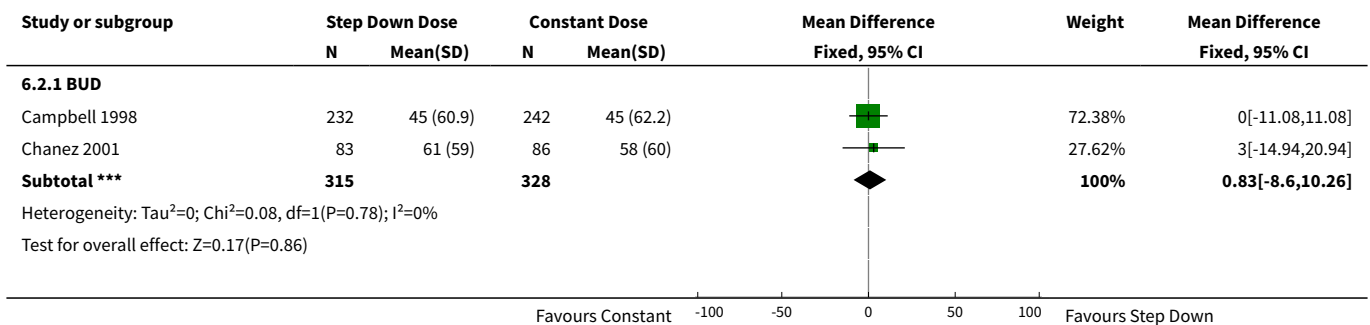 Study or subgroup Step Down Dose Constant Dose Mean Difference Weight Mean Difference
N Mean(SD) N Mean(SD) Fixed, 95% CI Fixed, 95% CI
6.2.1 BUD
Campbell 1998 232 45 (60.9) 242 45 (62.2) 72.38% 0[-11.08,11.08]
Chanez 2001 83 61 (59) 86 58 (60) 27.62% 3[-14.94,20.94]
Subtotal *** 315 328 100% 0.83[-8.6,10.26]
Heterogeneity: Tau²=0; Chi²=0.08, df=1(P=0.78); I²=0%
Test for overall effect: Z=0.17(P=0.86)
Favours Constant -100 -50 0 50 100 Favours Step Down